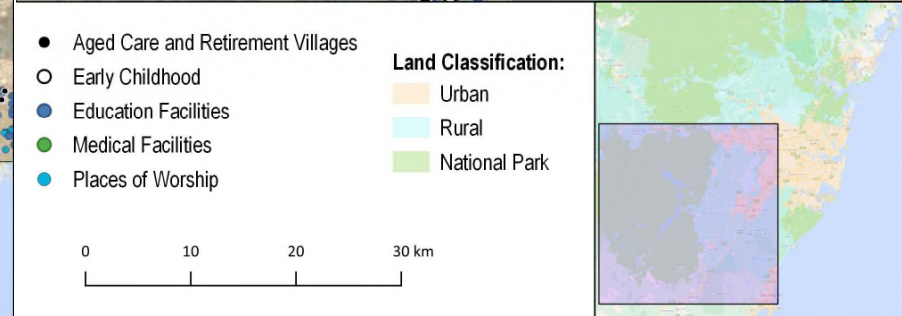 Aged Care and Retirement Villages
Early Childhood
Education Facilities
Medical Facilities
Places of Worship
Land Classification:
Urban
Rural
National Park
0 10 20 30 km